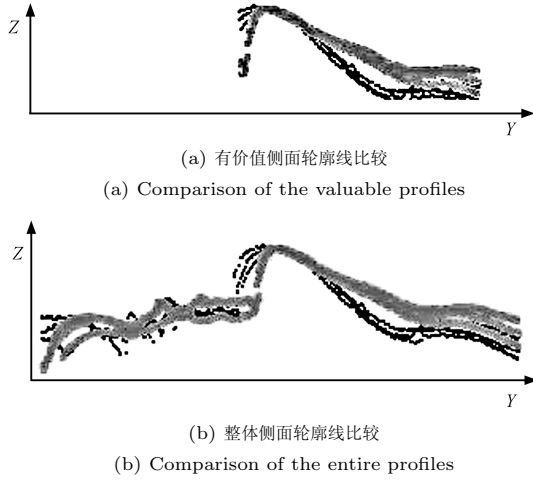 Z
Y
(a) 有价值侧面轮廓线比较
(a) Comparison of the valuable profiles
Z
Y
(b) 整体侧面轮廓线比较
(b) Comparison of the entire profiles